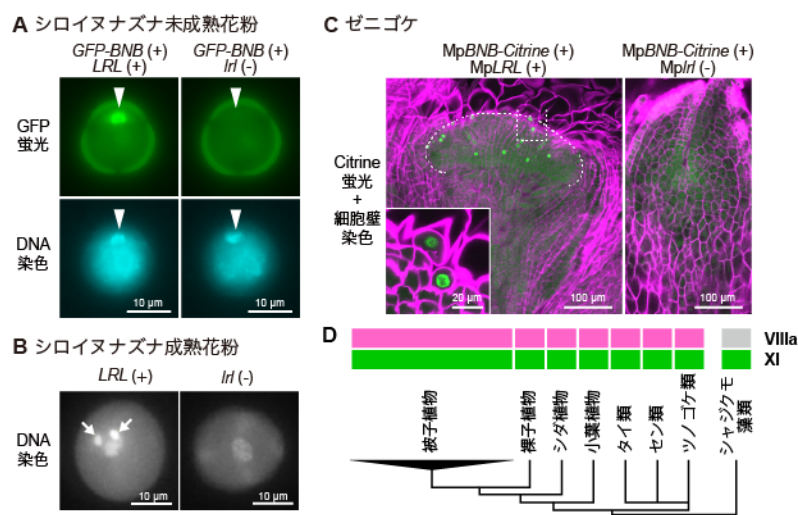 A シロイヌナズナ未成熟花粉
GFP-BNB (+)
LRL (+)
GFP-BNB (+)
lrl (-)
GFP
蛍光
DNA
染色
10 μm
10 μm
B シロイヌナズナ成熟花粉
LRL (+)
lrl (-)
DNA
染色
10 μm
10 μm
C ゼニゴケ
MpBNB-Citrine (+)
MpLRL (+)
MpBNB-Citrine (+)
Mplrl (-)
Citrine
蛍光
+
細胞壁
染色
20 μm
100 μm
100 μm
D
VIIIa
XI
被子植物
裸子植物
シダ植物
小葉植物
タイ類
セン類
ツノゴケ類
シャジクモ
藻類